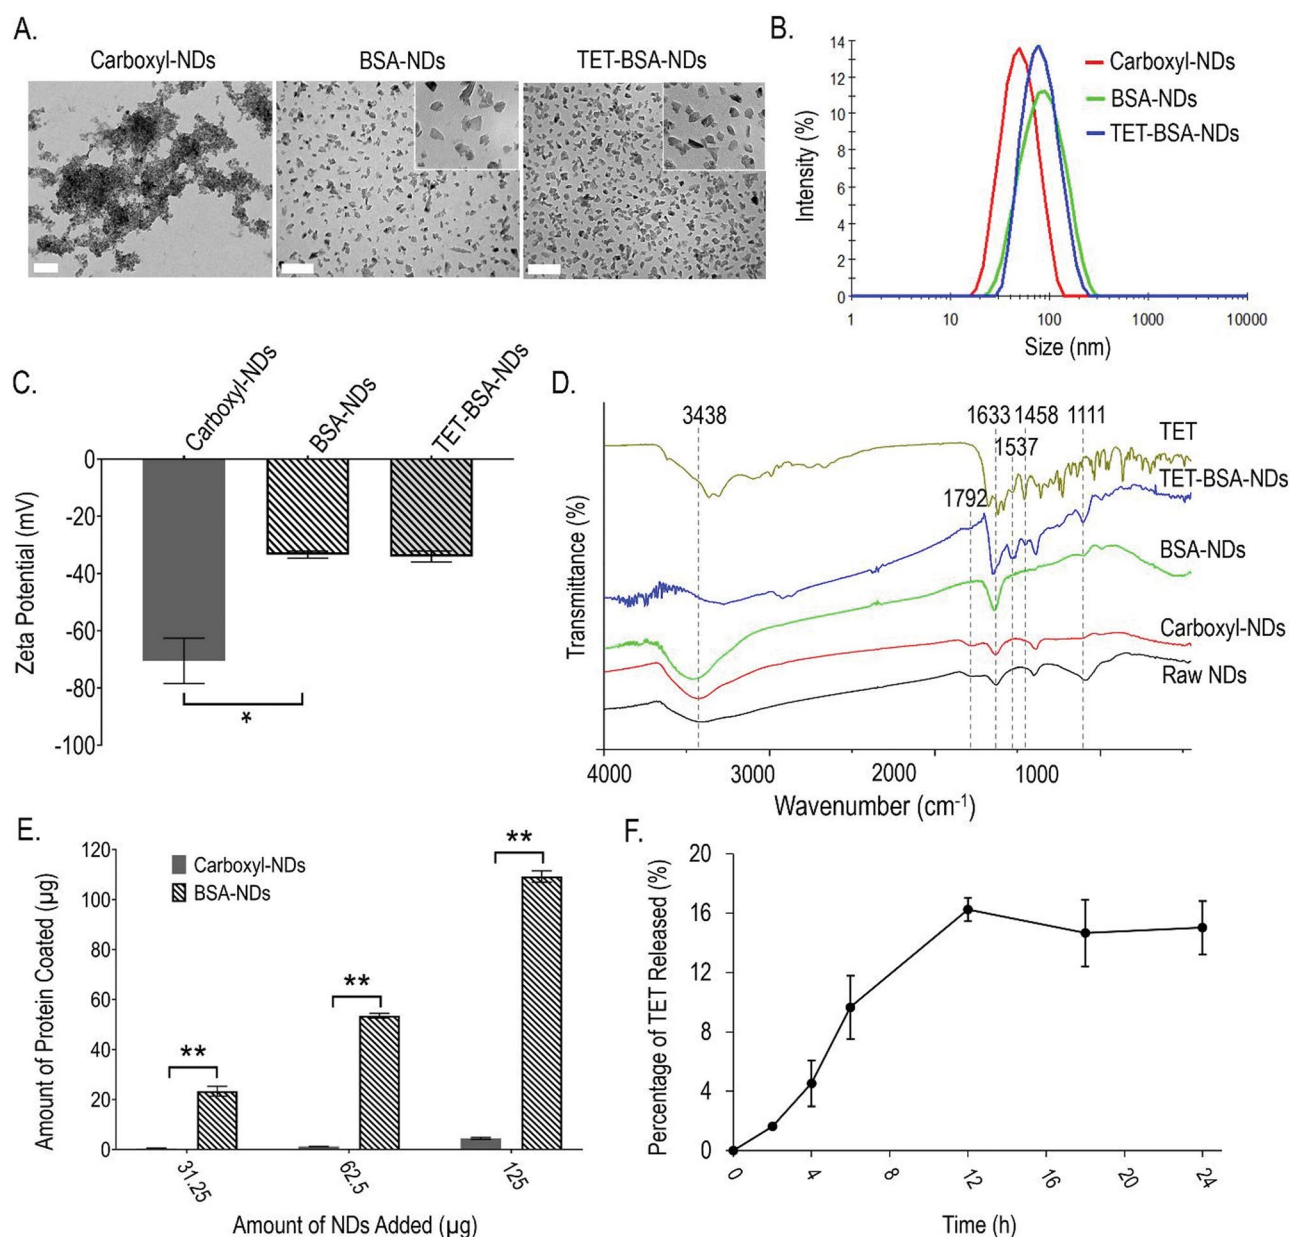 A.
Carboxyl-NDs
BSA-NDs
TET-BSA-NDs
B.
14
12
10
8
6
4
2
0
Intensity (%)
Carboxyl-NDs
BSA-NDs
TET-BSA-NDs
1
10
100
1000
10000
Size (nm)
C.
Carboxyl-NDs
BSA-NDs
TET-BSA-NDs
0
-20
-40
-60
-80
-100
Zeta Potential (mV)
*
D.
3438
1633
1458
1111
1537
1792
TET
TET-BSA-NDs
BSA-NDs
Carboxyl-NDs
Raw NDs
Transmittance (%)
4000
3000
2000
1000
Wavenumber (cm⁻¹)
E.
120
100
80
60
40
20
0
Amount of Protein Coated (µg)
Carboxyl-NDs
BSA-NDs
**
**
**
31.25
62.5
125
Amount of NDs Added (µg)
F.
20
16
12
8
4
0
Percentage of TET Released (%)
0
4
8
12
16
20
24
Time (h)